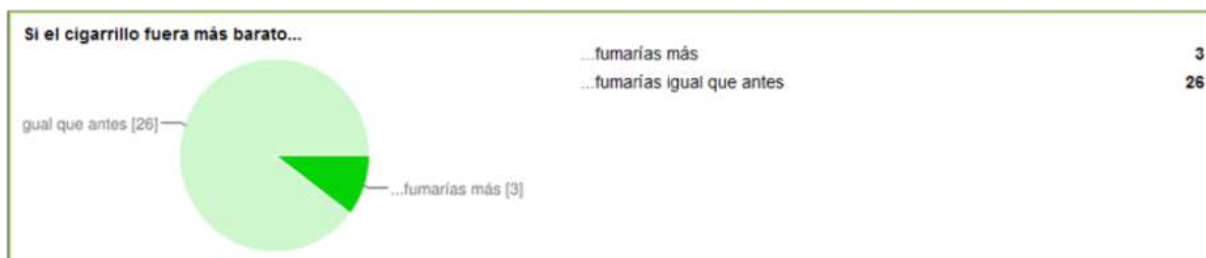 Si el cigarrillo fuera más barato...
...fumarías más 3
...fumarías igual que antes 26
gual que antes [26]
...fumarías más [3]